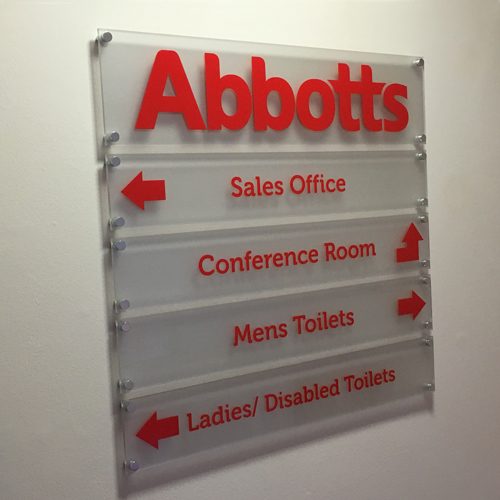 Abbotts
Sales Office
Conference Room
Mens Toilets
Ladies/ Disabled Toilets